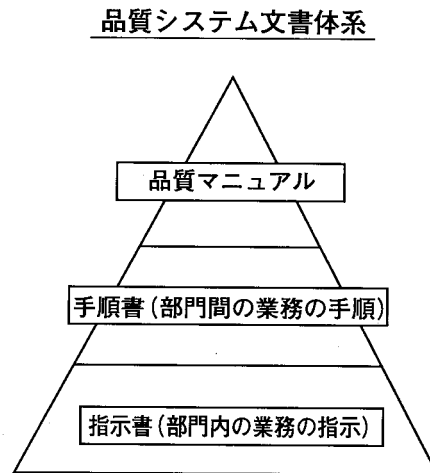 品質システム文書体系
品質マニュアル
手順書(部門間の業務の手順)
指示書(部門内の業務の指示)